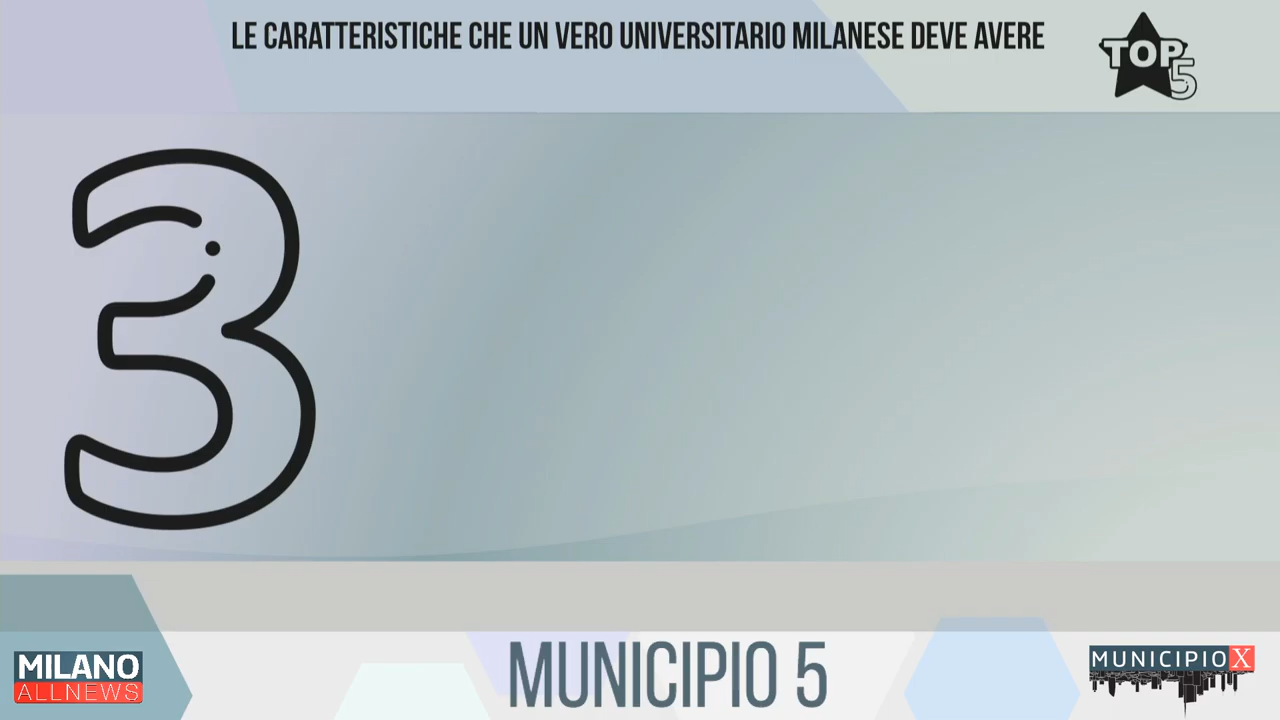 LE CARATTERISTICHE CHE UN VERO UNIVERSITARIO MILANESE DEVE AVERE
TOP
5
3
MILANO
ALLNEWS
MUNICIPIO 5
MUNICIPIO X